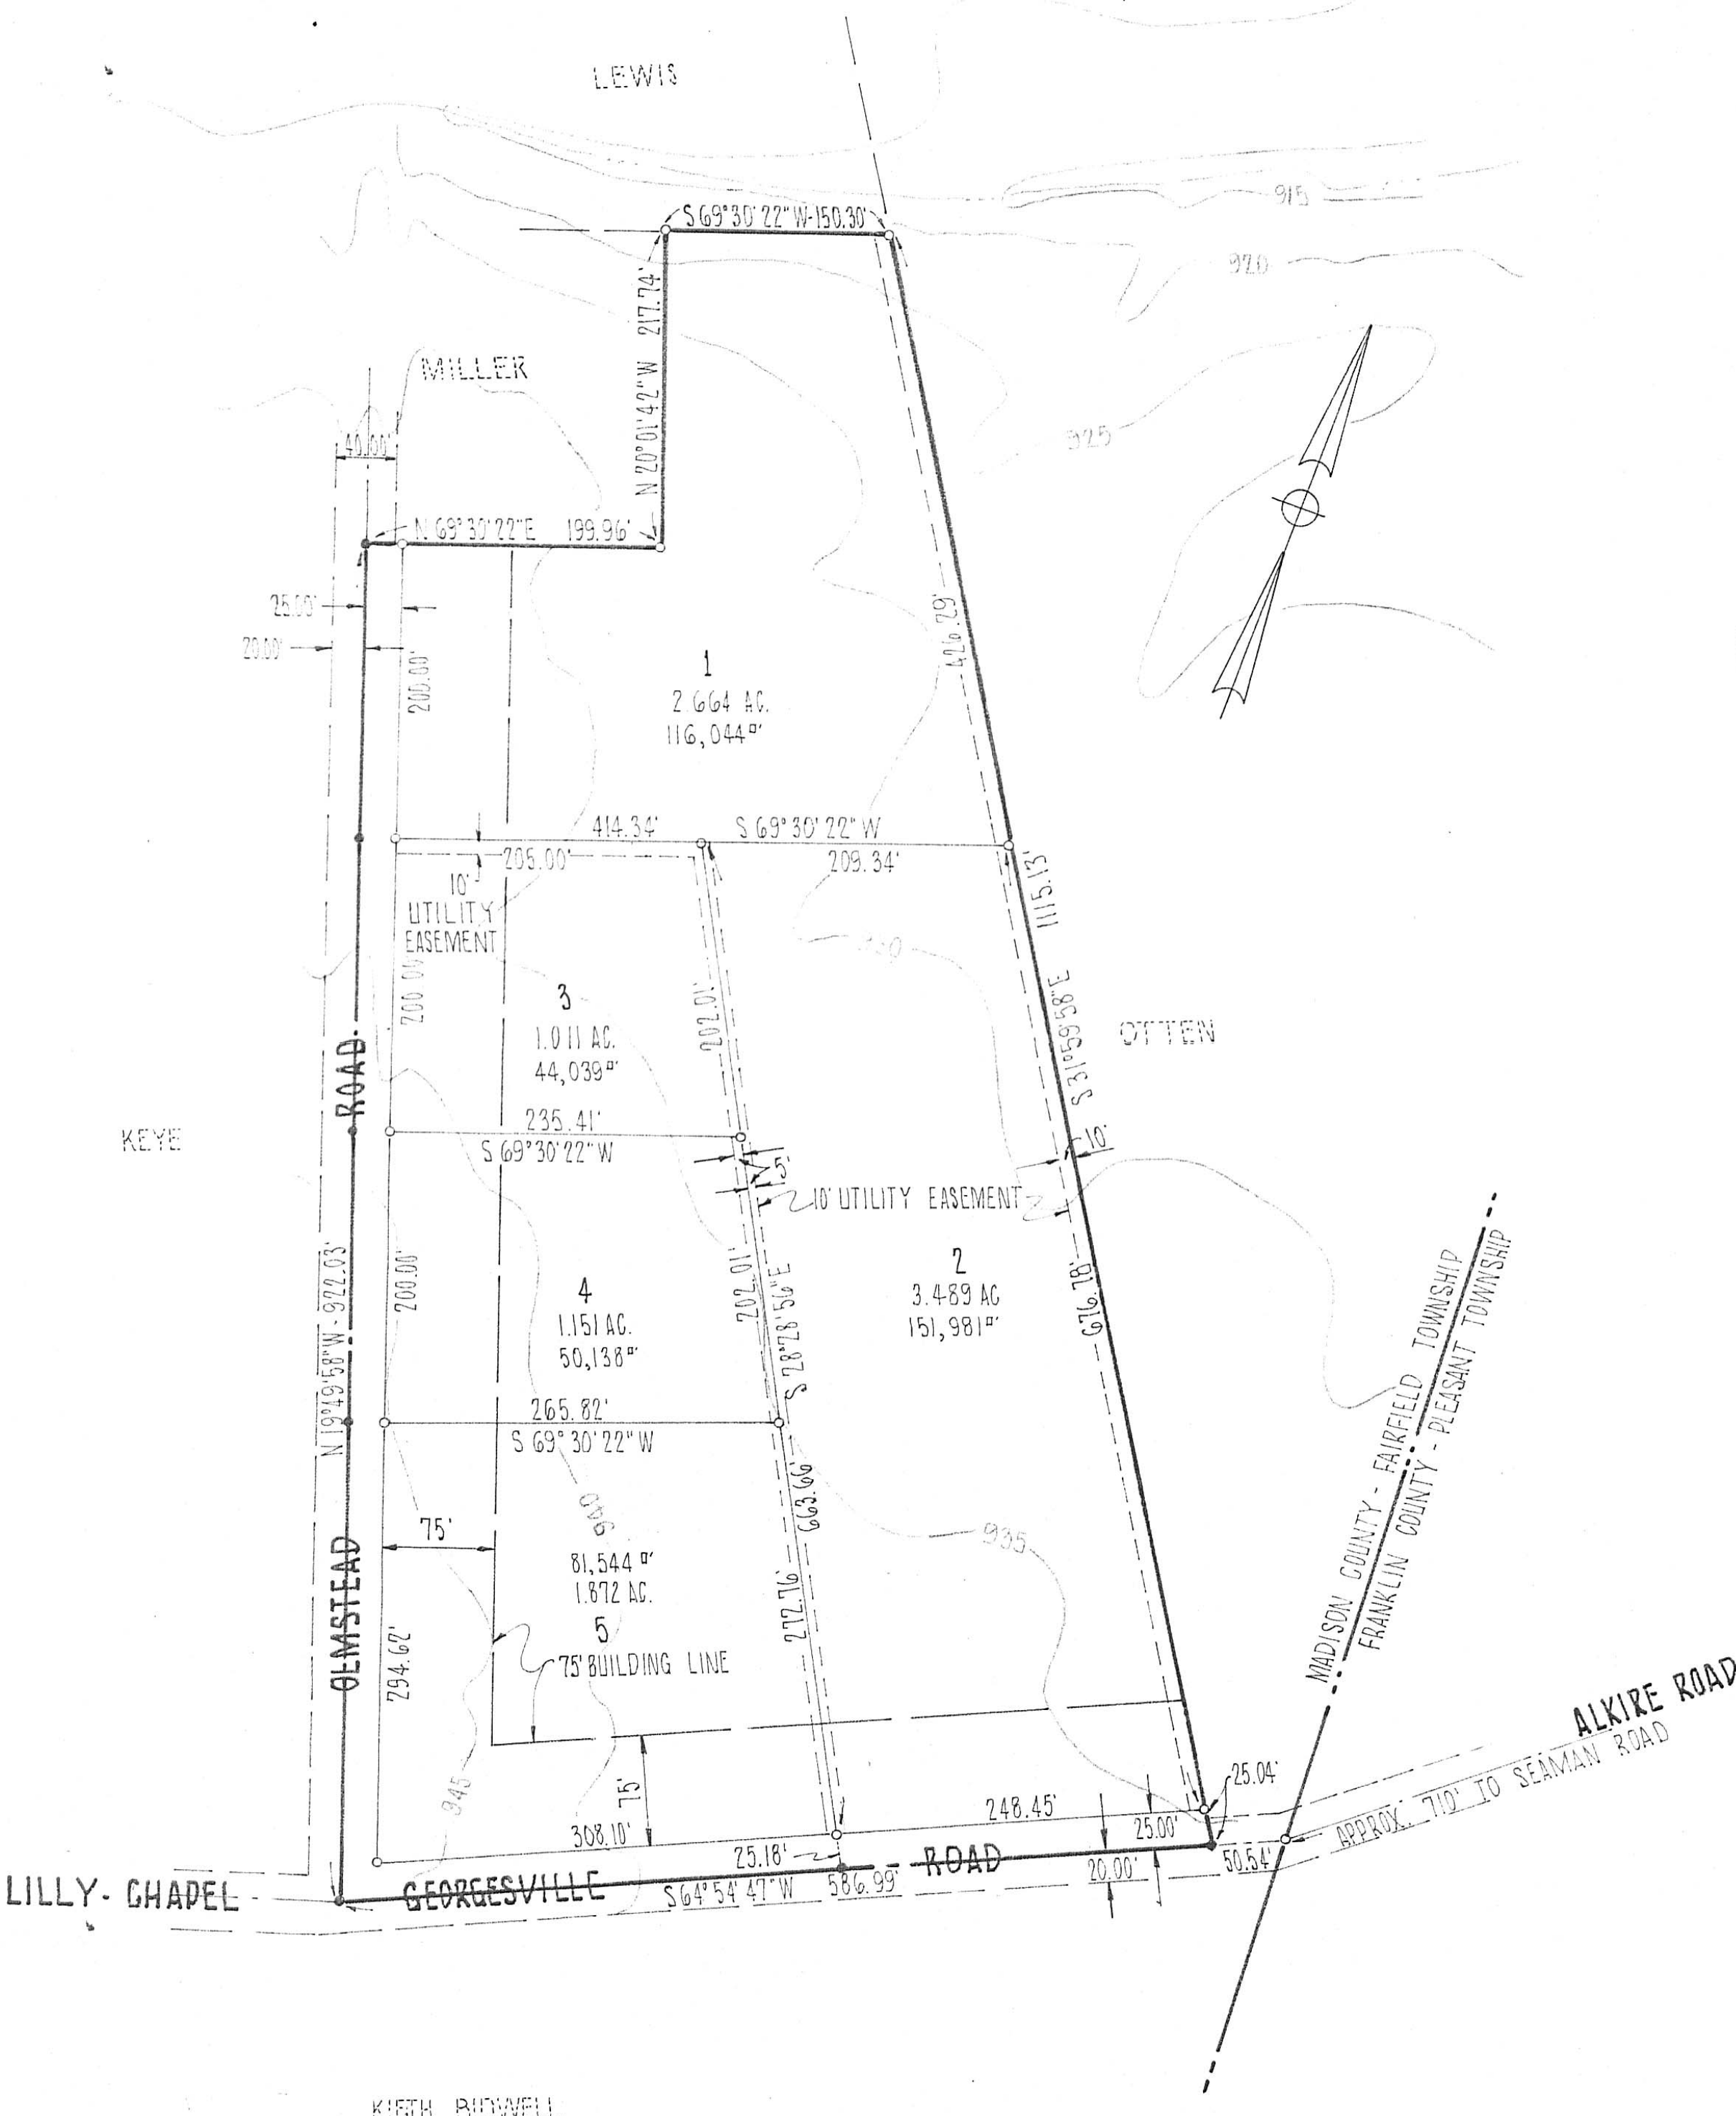 LEWIS
S 69°30'22"W-150.30'
915
920
N 20°01'42"W 217.74'
MILLER
925
40.00'
N 69°30'22"E 199.96'
25.00'
20.00'
200.00'
426.29'
1
2.664 AC.
116,044□'
414.34' S 69°30'22"W
205.00' 209.34'
10'
UTILITY
EASEMENT
1115.13'
200.00'
3
1.011 AC.
44,039□'
202.01'
S 31°59'58"E
OTTEN
ROAD
KEYE
235.41'
S 69°30'22"W
10'
5'
10' UTILITY EASEMENT
N 19°49'58"W - 922.03'
200.00'
4
1.151 AC.
50,138□'
202.01'
S 28°28'56"E
2
3.489 AC
151,981□'
676.78'
MADISON COUNTY - FAIRFIELD TOWNSHIP
FRANKLIN COUNTY - PLEASANT TOWNSHIP
265.82'
S 69°30'22"W
663.66'
940
935
75'
OLMSTEAD
81,544□'
1.872 AC.
5
75' BUILDING LINE
272.76'
294.62'
945
75'
ALKIRE ROAD
APPROX. 710' TO SEAMAN ROAD
25.04'
248.45'
308.10'
25.00'
25.18'
20.00'
50.54'
LILLY- CHAPEL GEORGESVILLE ROAD
S 64°54'47"W 586.99'
KIETH BIDWELL